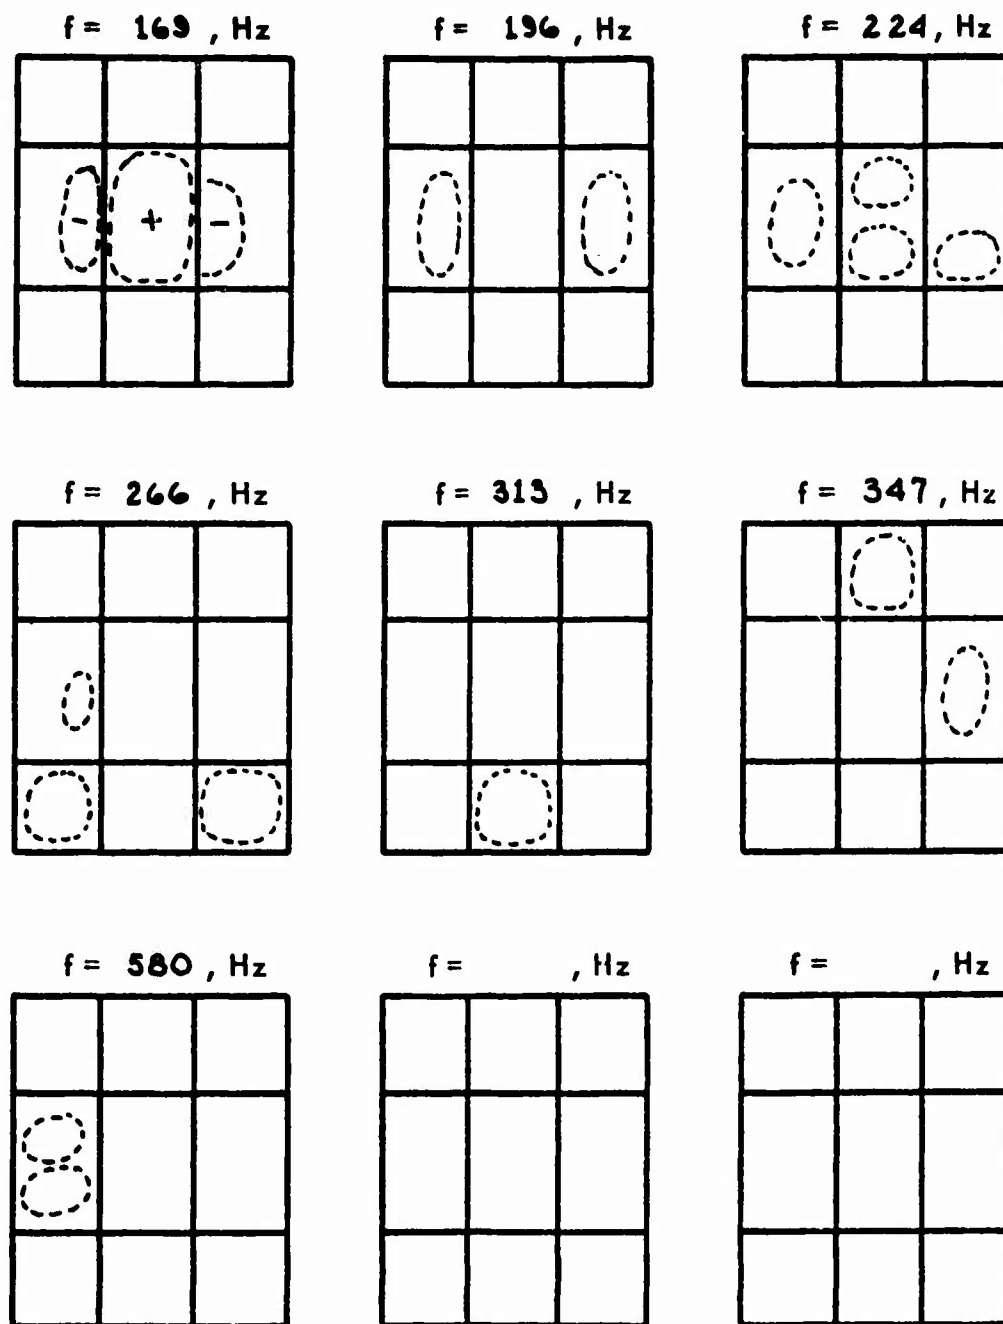 f = 169 , Hz
f = 196 , Hz
f = 224, Hz
- + -
f = 266 , Hz
f = 313 , Hz
f = 347, Hz
f = 580 , Hz
f = , Hz
f = , Hz